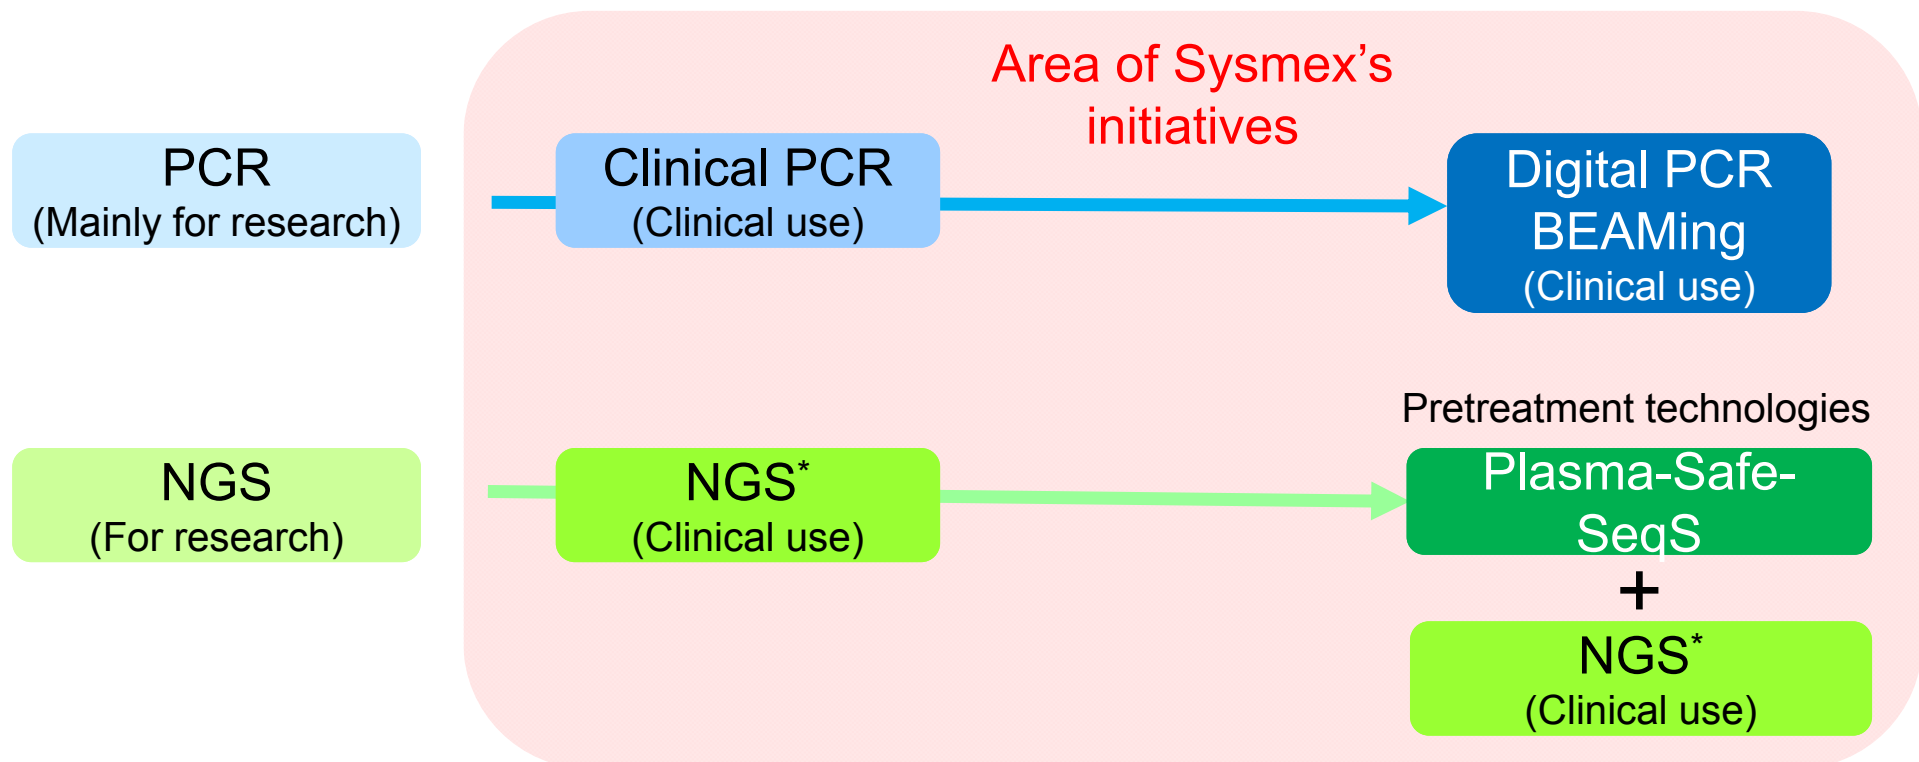 Area of Sysmex’s
initiatives
PCR
(Mainly for research)
Clinical PCR
(Clinical use)
Digital PCR
BEAMing
(Clinical use)
Pretreatment technologies
NGS
(For research)
NGS*
(Clinical use)
Plasma-Safe-
SeqS
+
NGS*
(Clinical use)